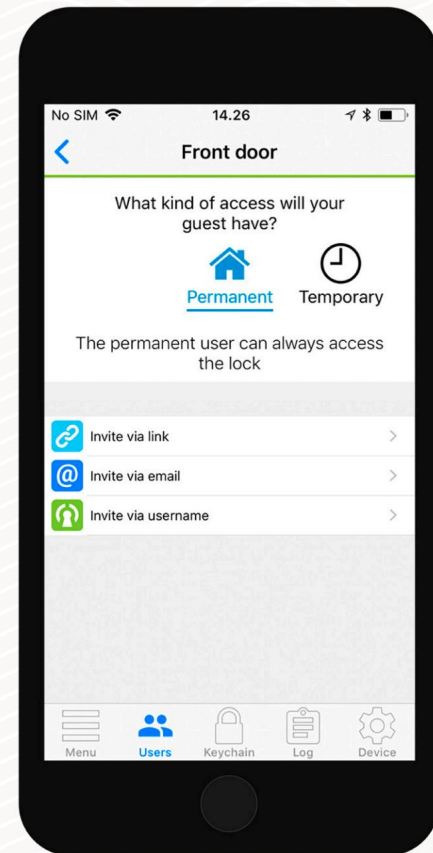 No SIM 14.26
Front door
What kind of access will your
guest have?
Permanent Temporary
The permanent user can always access
the lock
Invite via link
@ Invite via email
Invite via username
Menu Users Keychain Log Device